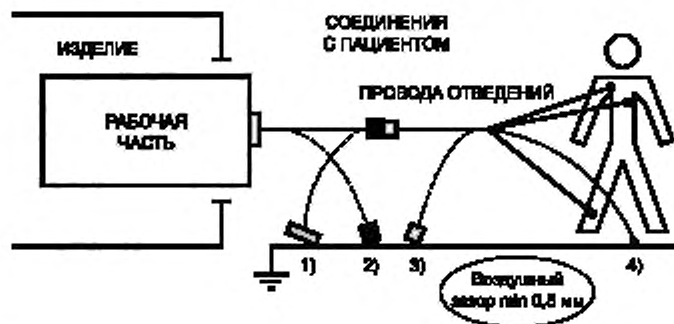 СОЕДИНЕНИЯ
С ПАЦИЕНТОМ
ИЗДЕЛИЕ
ПРОВОДА ОТВЕДЕНИЙ
РАБОЧАЯ
ЧАСТЬ
1) 2) 3) 4)
Воздушный
зазор min 0,5 мм